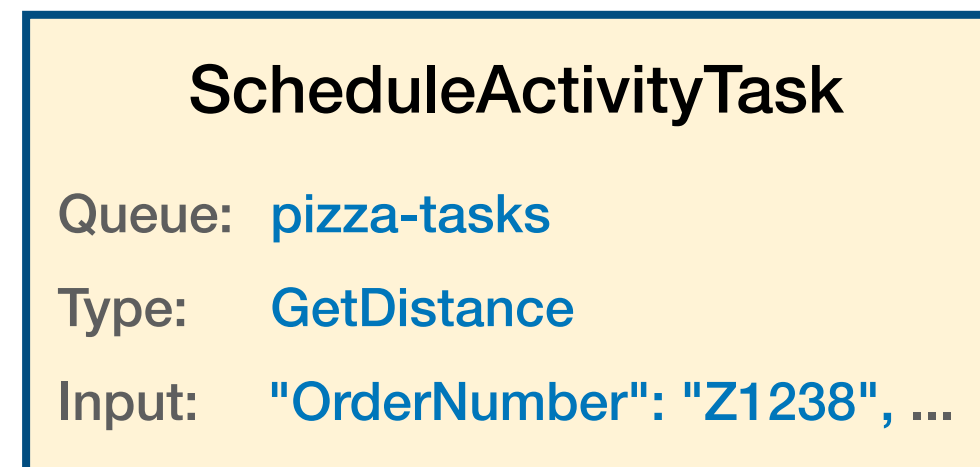 ScheduleActivityTask
Queue: pizza-tasks
Type: GetDistance
Input: "OrderNumber": "Z1238", ...